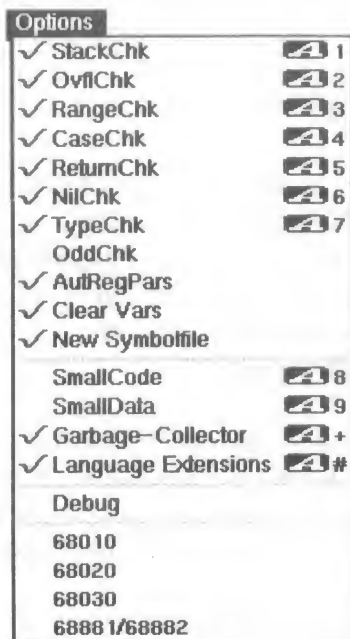 Options
✓ StackChk A 1
✓ OvflChk A 2
✓ RangeChk A 3
✓ CaseChk A 4
✓ ReturnChk A 5
✓ NilChk A 6
✓ TypeChk A 7
OddChk
✓ AutRegPars
✓ Clear Vars
✓ New Symbolfile
SmallCode A 8
SmallData A 9
✓ Garbage-Collector A +
✓ Language Extensions A #
Debug
68010
68020
68030
68881/68882